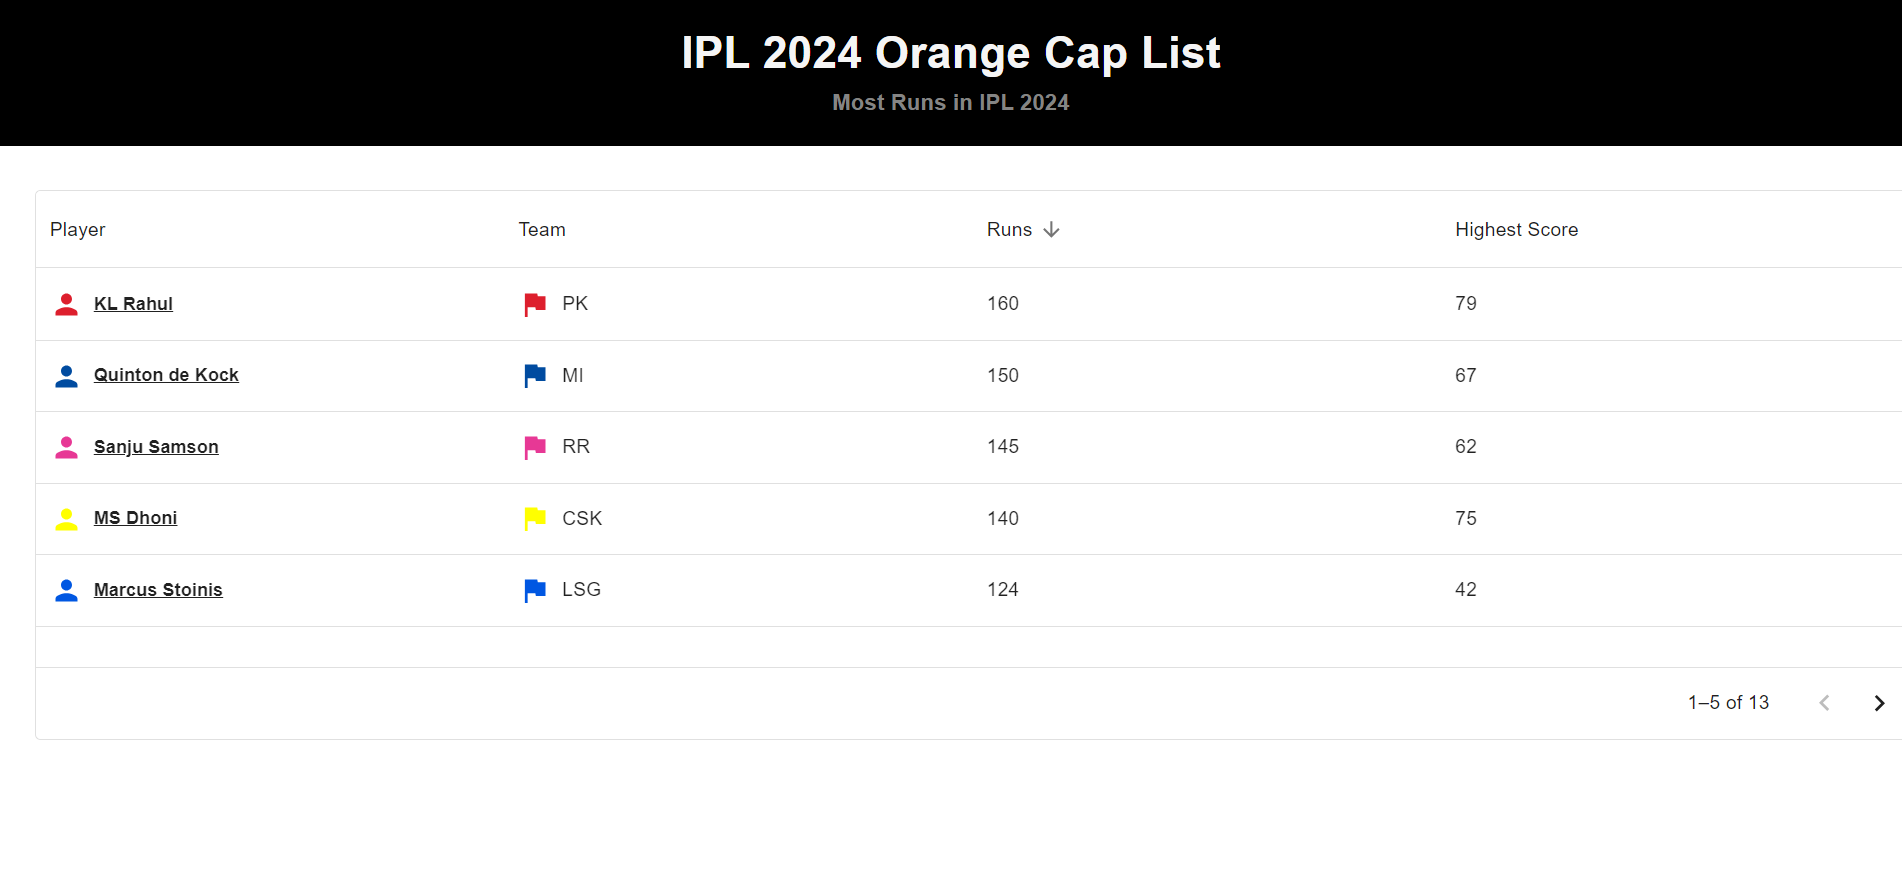 IPL 2024 Orange Cap List
Most Runs in IPL 2024
Player Team Runs Highest Score
KL Rahul PK 160 79
Quinton de Kock MI 150 67
Sanju Samson RR 145 62
MS Dhoni CSK 140 75
Marcus Stoinis LSG 124 42
1–5 of 13